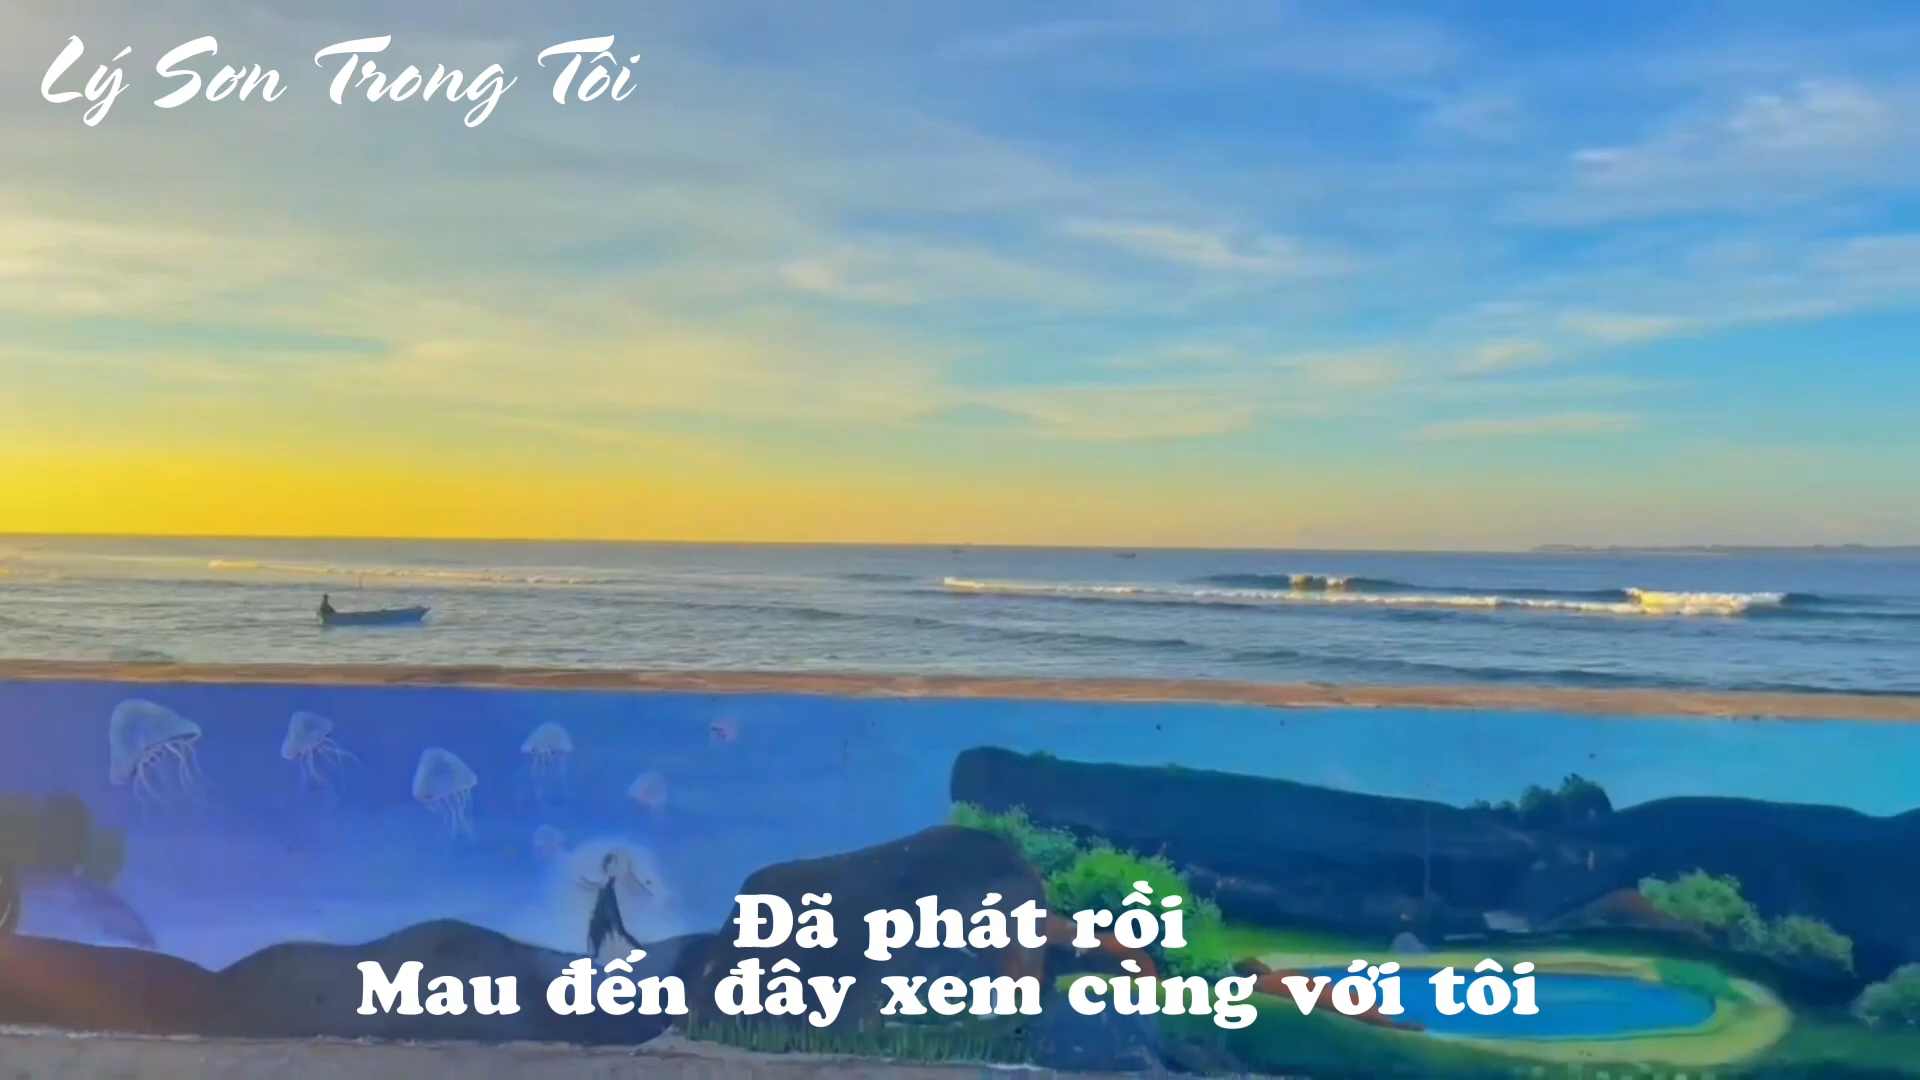 Lý Sơn Trong Tôi
Đã phát rồi
Mau đến đây xem cùng với tôi